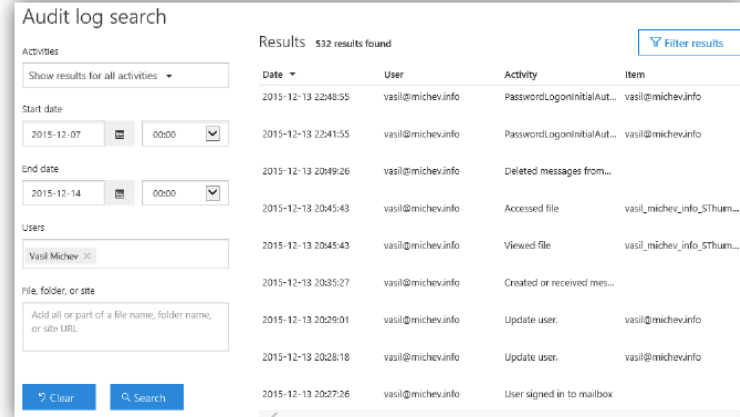 Audit log search
Activities
Show results for all activities
Start date
2015-12-07 00:00
End date
2015-12-14 00:00
Users
Vasil Michev ×
File, folder, or site
Add all or part of a file name, folder name,
or site URL
Clear Search
Results 532 results found
Filter results
Date User Activity Item
2015-12-13 22:48:55 vasil@michev.info PasswordLogonInitialAut... vasil@michev.info
2015-12-13 22:41:55 vasil@michev.info PasswordLogonInitialAut... vasil@michev.info
2015-12-13 20:49:26 vasil@michev.info Deleted messages from...
2015-12-13 20:45:43 vasil@michev.info Accessed file vasil_michev_info_SThum...
2015-12-13 20:45:43 vasil@michev.info Viewed file vasil_michev_info_SThum...
2015-12-13 20:35:27 vasil@michev.info Created or received mes...
2015-12-13 20:29:01 vasil@michev.info Update user. vasil@michev.info
2015-12-13 20:28:18 vasil@michev.info Update user. vasil@michev.info
2015-12-13 20:27:26 vasil@michev.info User signed in to mailbox